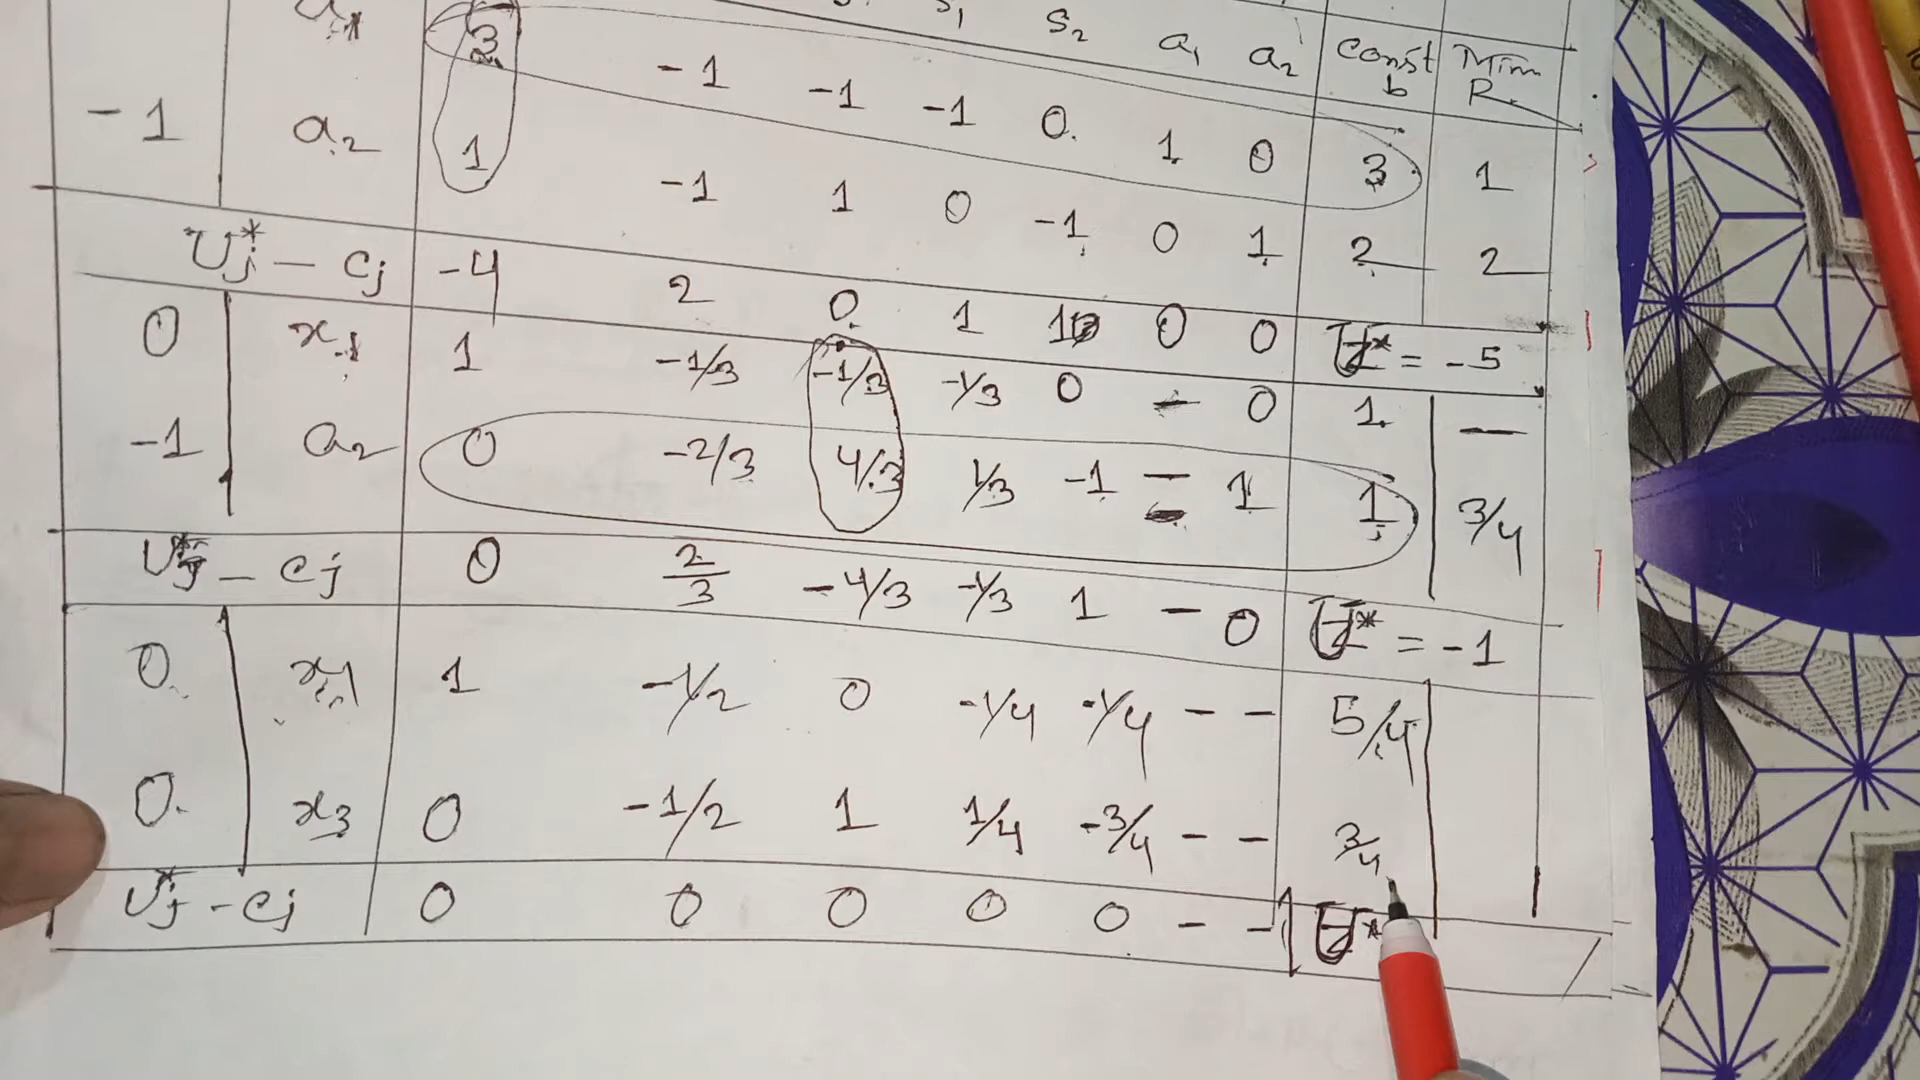 S₁ S₂ a₁ a₂ Const b Min R.
a₁ 3 -1 -1 -1 0 1 0 3 1
-1 a₂ 1 -1 1 0 -1 0 1 2 2
Uⱼ* - Cⱼ -4 2 0 1 1 0 0 U* = -5
0 x₁ 1 -1/3 -1/3 -1/3 0 - 0 1 —
-1 a₂ 0 -2/3 4/3 1/3 -1 - 1 1 3/4
Uⱼ* - Cⱼ 0 2/3 -4/3 -1/3 1 - 0 U* = -1
0 x₁ 1 -1/2 0 -1/4 -1/4 - - 5/4
0 x₃ 0 -1/2 1 1/4 -3/4 - - 3/4
Uⱼ* - Cⱼ 0 0 0 0 0 - - U*